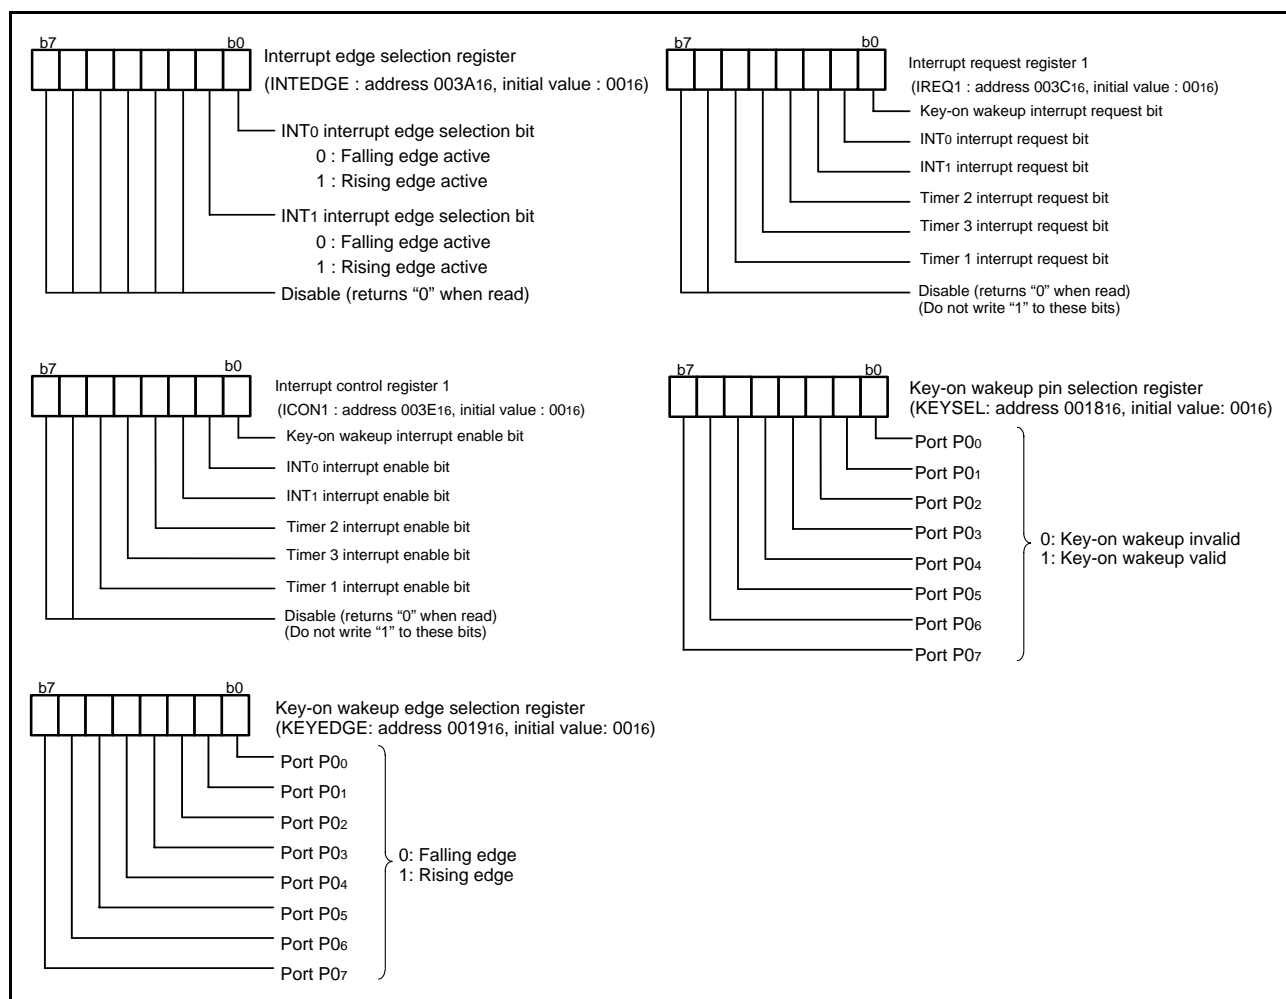 b7 b0
Interrupt edge selection register
(INTEDGE : address 003A16, initial value : 0016)
INT0 interrupt edge selection bit
0 : Falling edge active
1 : Rising edge active
INT1 interrupt edge selection bit
0 : Falling edge active
1 : Rising edge active
Disable (returns “0” when read)
b7 b0
Interrupt request register 1
(IREQ1 : address 003C16, initial value : 0016)
Key-on wakeup interrupt request bit
INT0 interrupt request bit
INT1 interrupt request bit
Timer 2 interrupt request bit
Timer 3 interrupt request bit
Timer 1 interrupt request bit
Disable (returns “0” when read)
(Do not write “1” to these bits)
b7 b0
Interrupt control register 1
(ICON1 : address 003E16, initial value : 0016)
Key-on wakeup interrupt enable bit
INT0 interrupt enable bit
INT1 interrupt enable bit
Timer 2 interrupt enable bit
Timer 3 interrupt enable bit
Timer 1 interrupt enable bit
Disable (returns “0” when read)
(Do not write “1” to these bits)
b7 b0
Key-on wakeup pin selection register
(KEYSEL: address 001816, initial value: 0016)
Port P00
Port P01
Port P02
Port P03
Port P04
Port P05
Port P06
Port P07
0: Key-on wakeup invalid
1: Key-on wakeup valid
b7 b0
Key-on wakeup edge selection register
(KEYEDGE: address 001916, initial value: 0016)
Port P00
Port P01
Port P02
Port P03
Port P04
Port P05
Port P06
Port P07
0: Falling edge
1: Rising edge